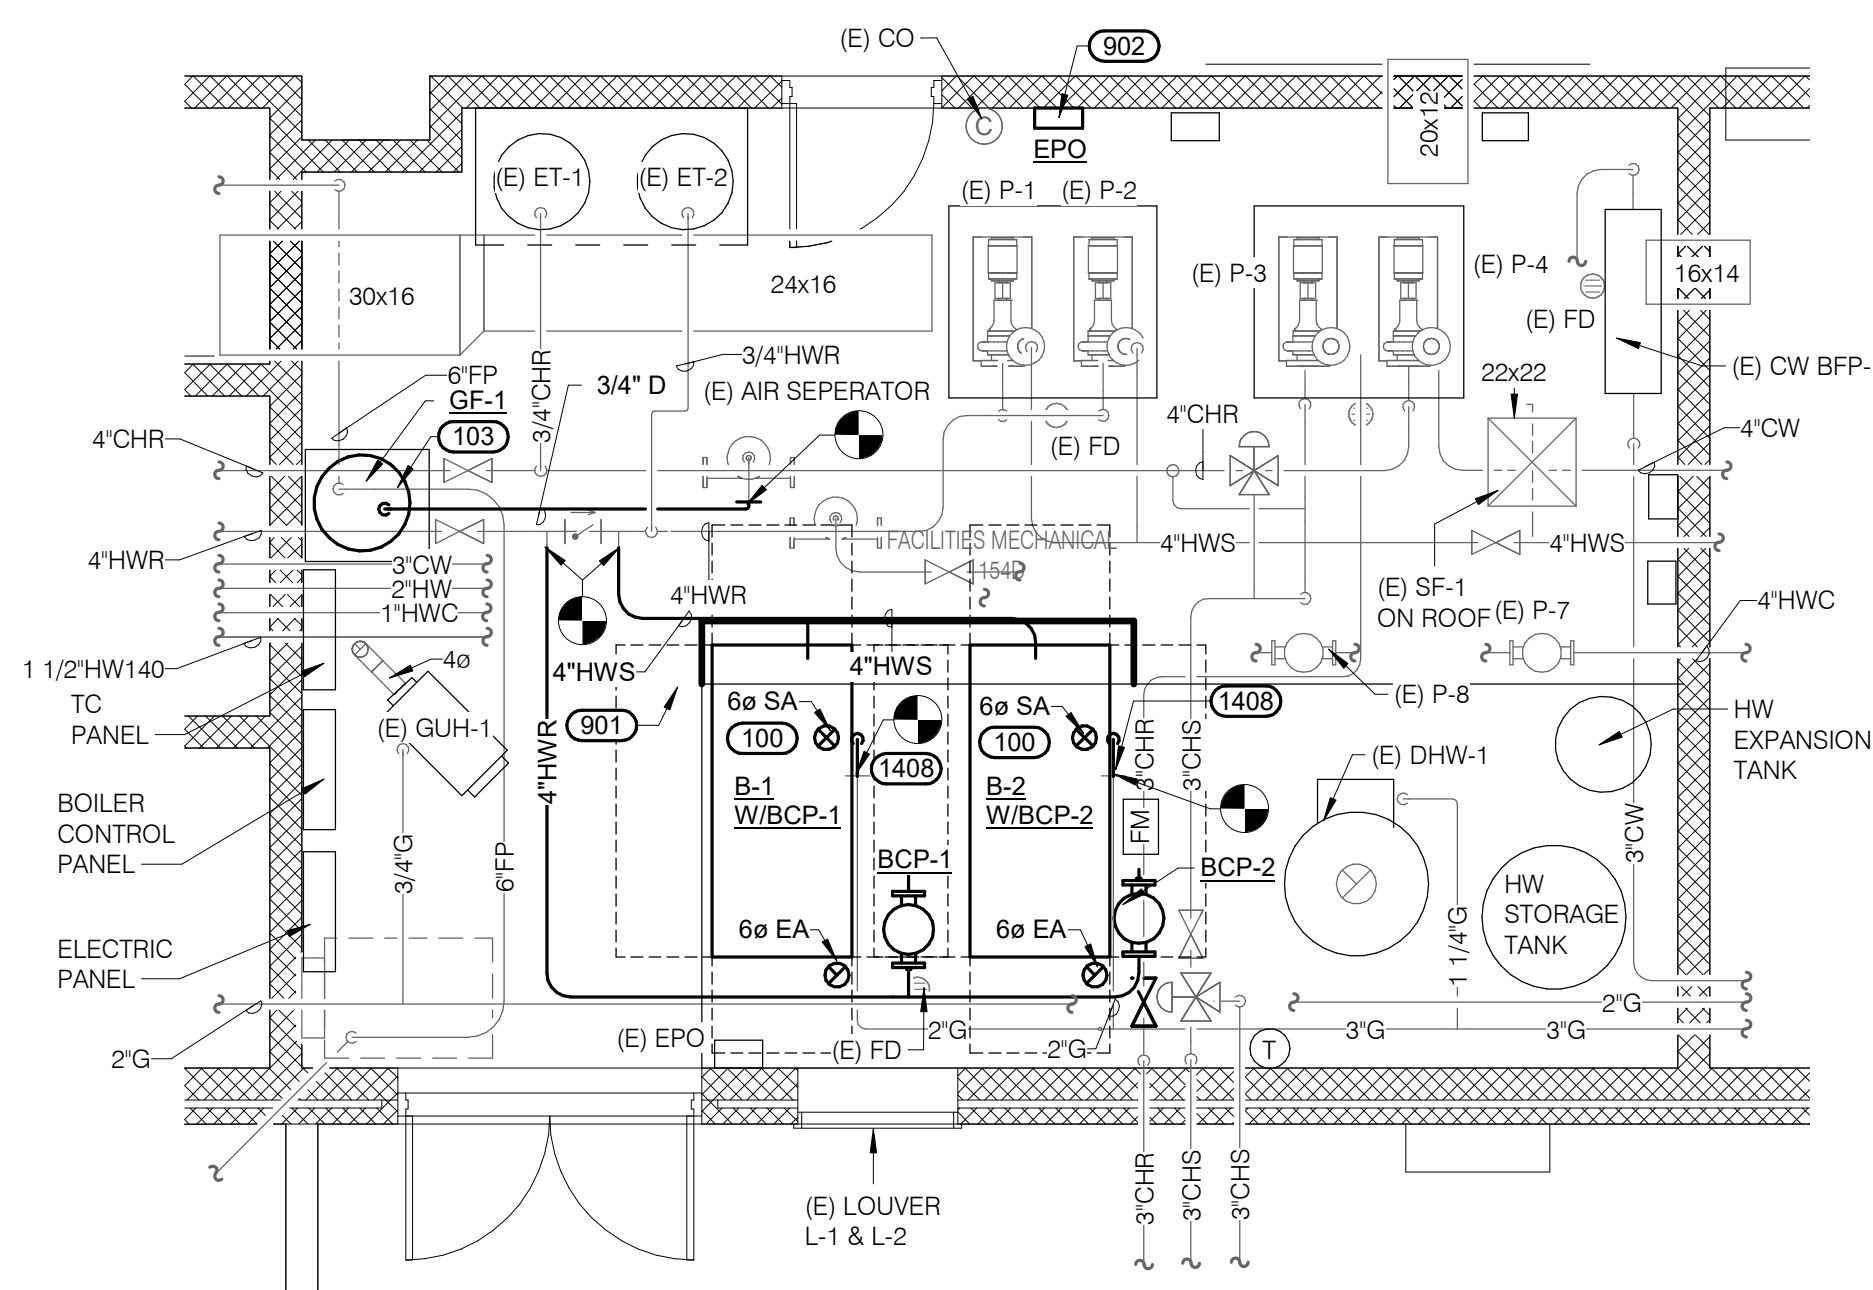 (E) CO
902
C
EPO
20x12
(E) ET-1
(E) ET-2
(E) P-1
(E) P-2
(E) P-3
(E) P-4
16x14
(E) FD
(E) CW BFP-
30x16
24x16
3/4"CHR
3/4"HWR
3/4" D
(E) AIR SEPERATOR
6"FP
GF-1
103
4"CHR
4"CHR
(E) FD
22x22
4"CW
4"HWR
3"CW
2"HW
1"HWC
FACILITIES MECHANICAL
154D
4"HWS
4"HWS
(E) SF-1
ON ROOF
(E) P-7
4"HWC
4"HWR
1 1/2"HW140
TC
PANEL
4ø
(E) GUH-1
4"HWS
4"HWS
901
4"HWR
6ø SA
100
B-1
W/BCP-1
1408
6ø SA
100
B-2
W/BCP-2
1408
3"CHR
3"CHS
(E) P-8
(E) DHW-1
HW
EXPANSION
TANK
BOILER
CONTROL
PANEL
3/4"G
6"FP
BCP-1
FM
BCP-2
3"CW
HW
STORAGE
TANK
1 1/4"G
ELECTRIC
PANEL
6ø EA
6ø EA
2"G
2"G
(E) EPO
(E) FD
2"G
2"G
T
3"G
3"G
2"G
(E) LOUVER
L-1 & L-2
3"CHR
3"CHS
3"CHS